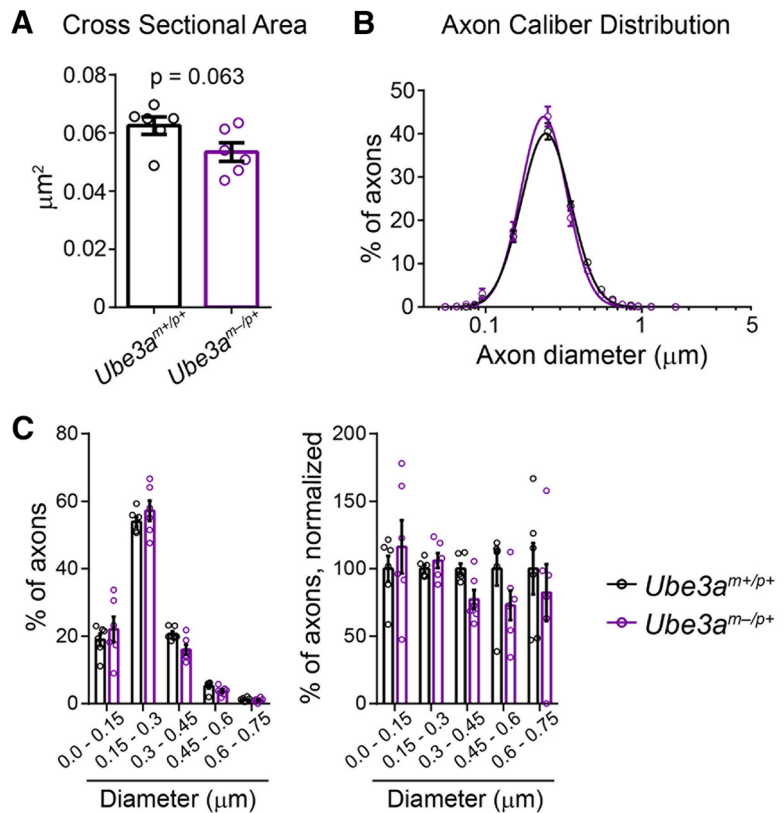 A Cross Sectional Area
p = 0.063
0.08
0.06
0.04
0.02
0
μm²
Ube3a^m+/p+
Ube3a^m–/p+
B Axon Caliber Distribution
50
40
30
20
10
0
% of axons
0.1 1 5
Axon diameter (μm)
C
80
60
40
20
0
% of axons
0.0 - 0.15
0.15 - 0.3
0.3 - 0.45
0.45 - 0.6
0.6 - 0.75
Diameter (μm)
200
150
100
50
0
% of axons, normalized
0.0 - 0.15
0.15 - 0.3
0.3 - 0.45
0.45 - 0.6
0.6 - 0.75
Diameter (μm)
Ube3a^m+/p+
Ube3a^m–/p+